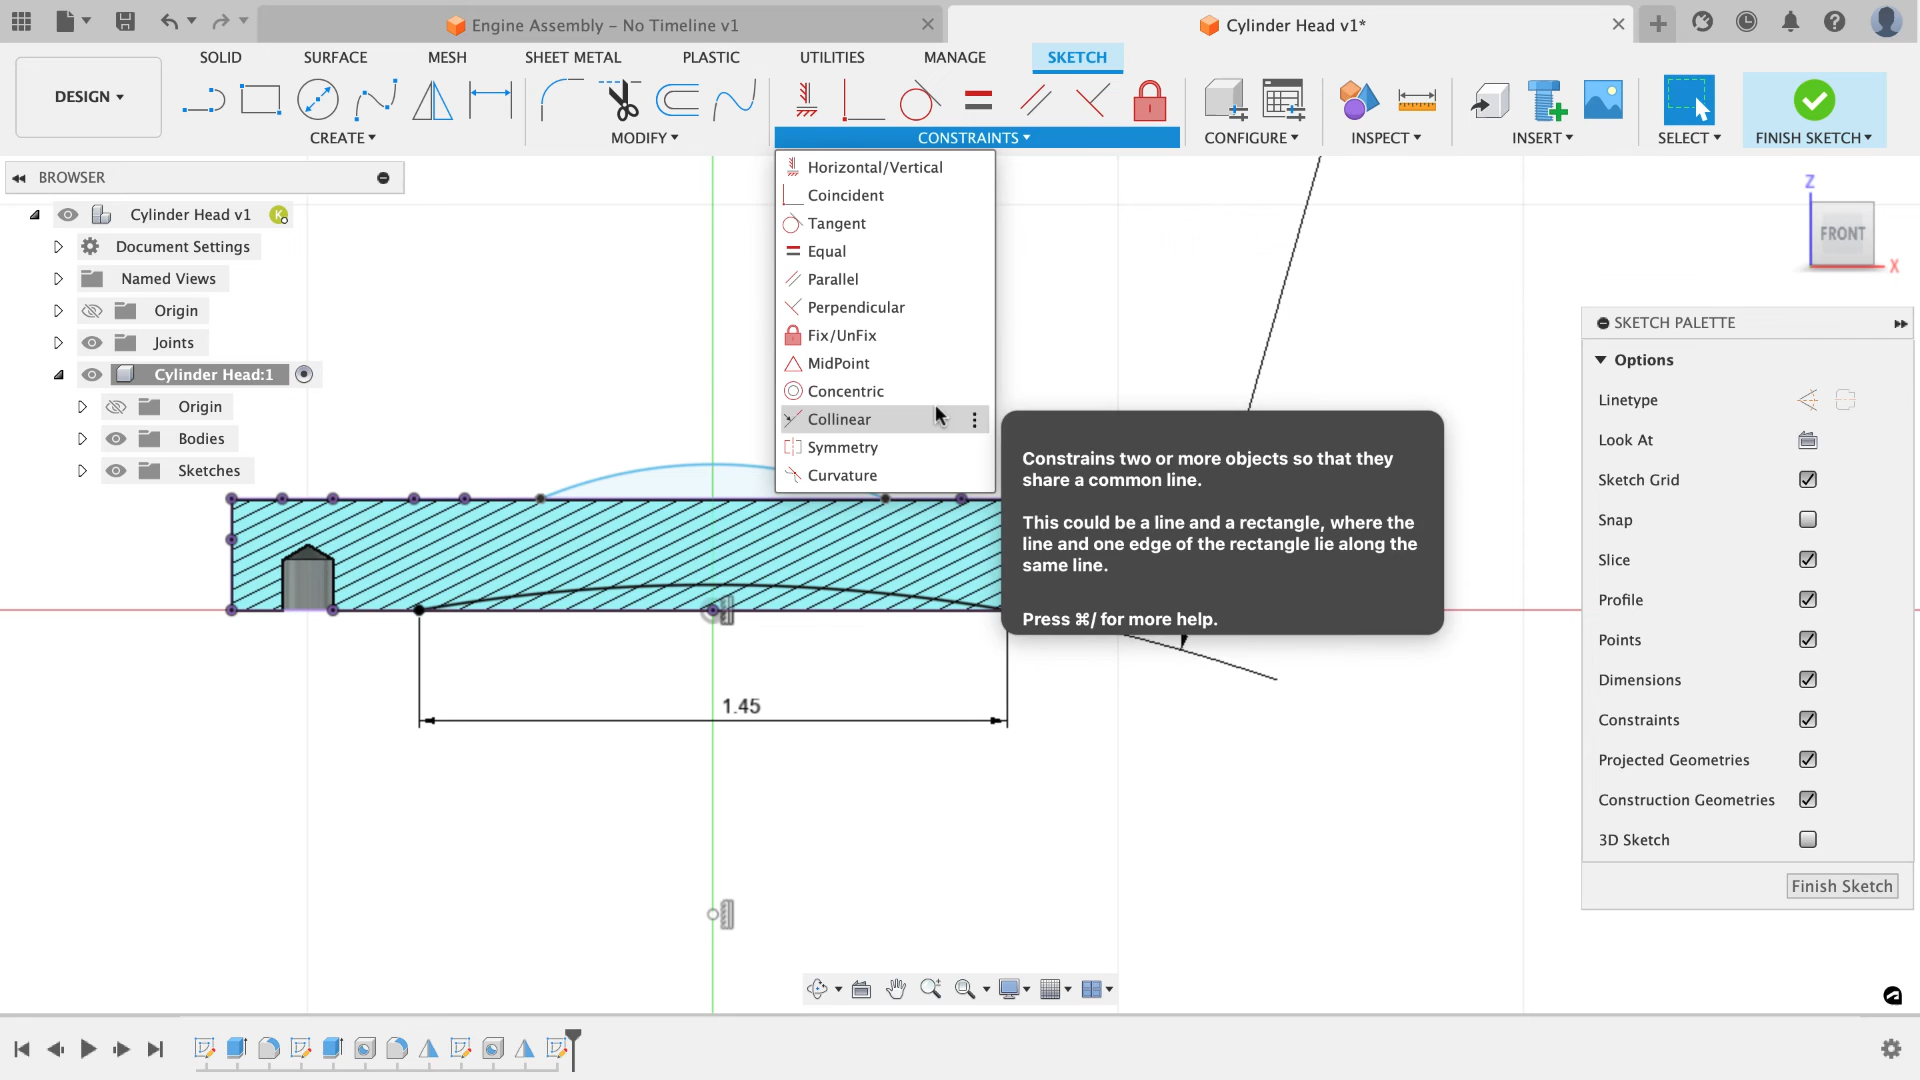 Engine Assembly – No Timeline v1
Cylinder Head v1*
DESIGN
SOLID
SURFACE
MESH
SHEET METAL
PLASTIC
UTILITIES
MANAGE
SKETCH
CREATE
MODIFY
CONSTRAINTS
CONFIGURE
INSPECT
INSERT
SELECT
FINISH SKETCH
BROWSER
Cylinder Head v1
Document Settings
Named Views
Origin
Joints
Cylinder Head:1
Origin
Bodies
Sketches
Horizontal/Vertical
Coincident
Tangent
Equal
Parallel
Perpendicular
Fix/UnFix
MidPoint
Concentric
Collinear
Symmetry
Curvature
Constrains two or more objects so that they
share a common line.
This could be a line and a rectangle, where the
line and one edge of the rectangle lie along the
same line.
Press ⌘/ for more help.
1.45
Z
FRONT
X
SKETCH PALETTE
Options
Linetype
Look At
Sketch Grid
Snap
Slice
Profile
Points
Dimensions
Constraints
Projected Geometries
Construction Geometries
3D Sketch
Finish Sketch